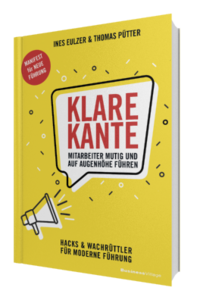 INES EULZER & THOMAS PÜTTER
MANIFEST
FÜR NEUE
FÜHRUNG
KLARE
KANTE
MITARBEITER MUTIG UND
AUF AUGENHÖHE FÜHREN
HACKS & WACHRÜTTLER
FÜR MODERNE FÜHRUNG